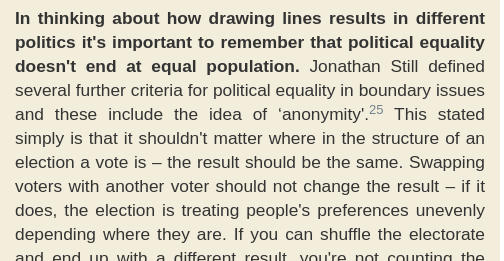 In thinking about how drawing lines results in different
politics it's important to remember that political equality
doesn't end at equal population. Jonathan Still defined
several further criteria for political equality in boundary issues
and these include the idea of ‘anonymity'.25 This stated
simply is that it shouldn't matter where in the structure of an
election a vote is – the result should be the same. Swapping
voters with another voter should not change the result – if it
does, the election is treating people's preferences unevenly
depending where they are. If you can shuffle the electorate
and end up with a different result, you're not counting the